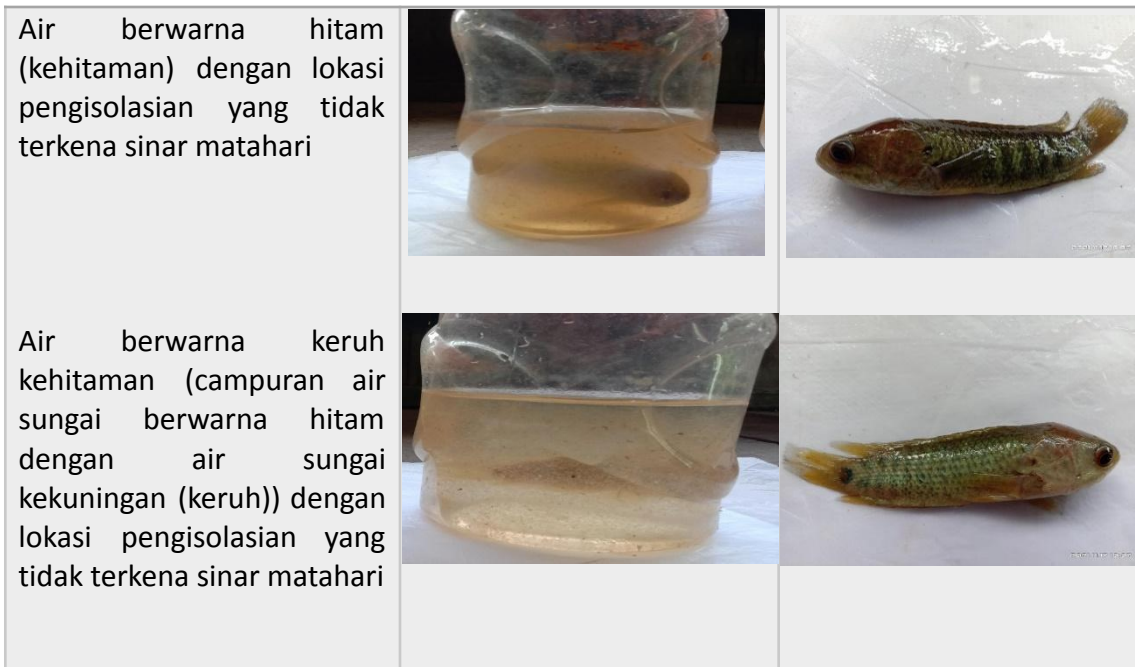 Air berwarna hitam
(kehitaman) dengan lokasi
pengisolasian yang tidak
terkena sinar matahari
Air berwarna keruh
kehitaman (campuran air
sungai berwarna hitam
dengan air sungai
kekuningan (keruh)) dengan
lokasi pengisolasian yang
tidak terkena sinar matahari